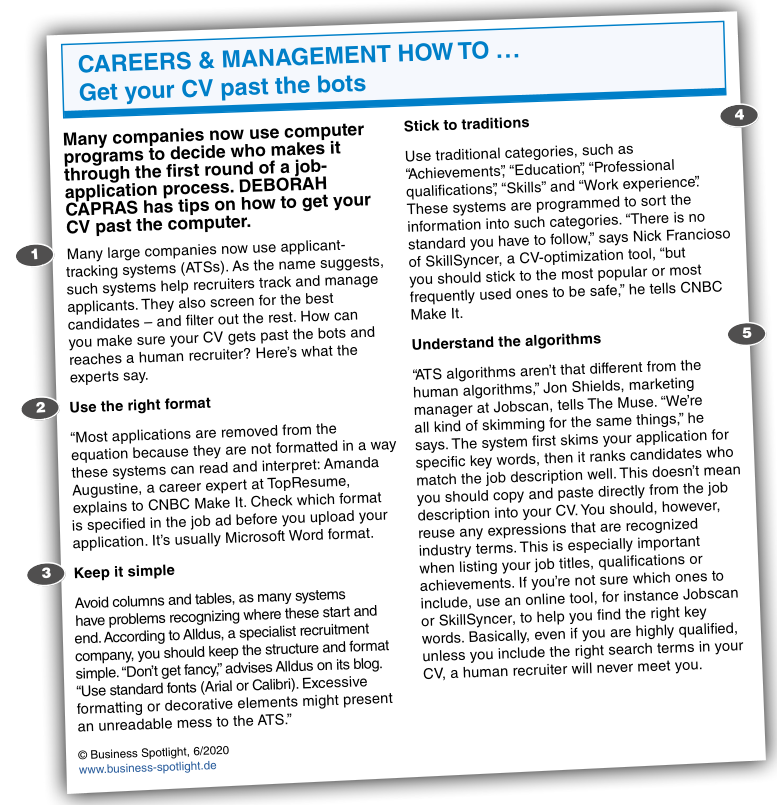 CAREERS & MANAGEMENT HOW TO …
Get your CV past the bots
Many companies now use computer
programs to decide who makes it
through the first round of a job-
application process. DEBORAH
CAPRAS has tips on how to get your
CV past the computer.
1
Many large companies now use applicant-
tracking systems (ATSs). As the name suggests,
such systems help recruiters track and manage
applicants. They also screen for the best
candidates – and filter out the rest. How can
you make sure your CV gets past the bots and
reaches a human recruiter? Here’s what the
experts say.
2
Use the right format
“Most applications are removed from the
equation because they are not formatted in a way
these systems can read and interpret: Amanda
Augustine, a career expert at TopResume,
explains to CNBC Make It. Check which format
is specified in the job ad before you upload your
application. It’s usually Microsoft Word format.
3
Keep it simple
Avoid columns and tables, as many systems
have problems recognizing where these start and
end. According to Alldus, a specialist recruitment
company, you should keep the structure and format
simple. “Don’t get fancy,” advises Alldus on its blog.
“Use standard fonts (Arial or Calibri). Excessive
formatting or decorative elements might present
an unreadable mess to the ATS.”
© Business Spotlight, 6/2020
www.business-spotlight.de
4
Stick to traditions
Use traditional categories, such as
“Achievements”, “Education”, “Professional
qualifications”, “Skills” and “Work experience”.
These systems are programmed to sort the
information into such categories. “There is no
standard you have to follow,” says Nick Francioso
of SkillSyncer, a CV-optimization tool, “but
you should stick to the most popular or most
frequently used ones to be safe,” he tells CNBC
Make It.
5
Understand the algorithms
“ATS algorithms aren’t that different from the
human algorithms,” Jon Shields, marketing
manager at Jobscan, tells The Muse. “We’re
all kind of skimming for the same things,” he
says. The system first skims your application for
specific key words, then it ranks candidates who
match the job description well. This doesn’t mean
you should copy and paste directly from the job
description into your CV. You should, however,
reuse any expressions that are recognized
industry terms. This is especially important
when listing your job titles, qualifications or
achievements. If you’re not sure which ones to
include, use an online tool, for instance Jobscan
or SkillSyncer, to help you find the right key
words. Basically, even if you are highly qualified,
unless you include the right search terms in your
CV, a human recruiter will never meet you.